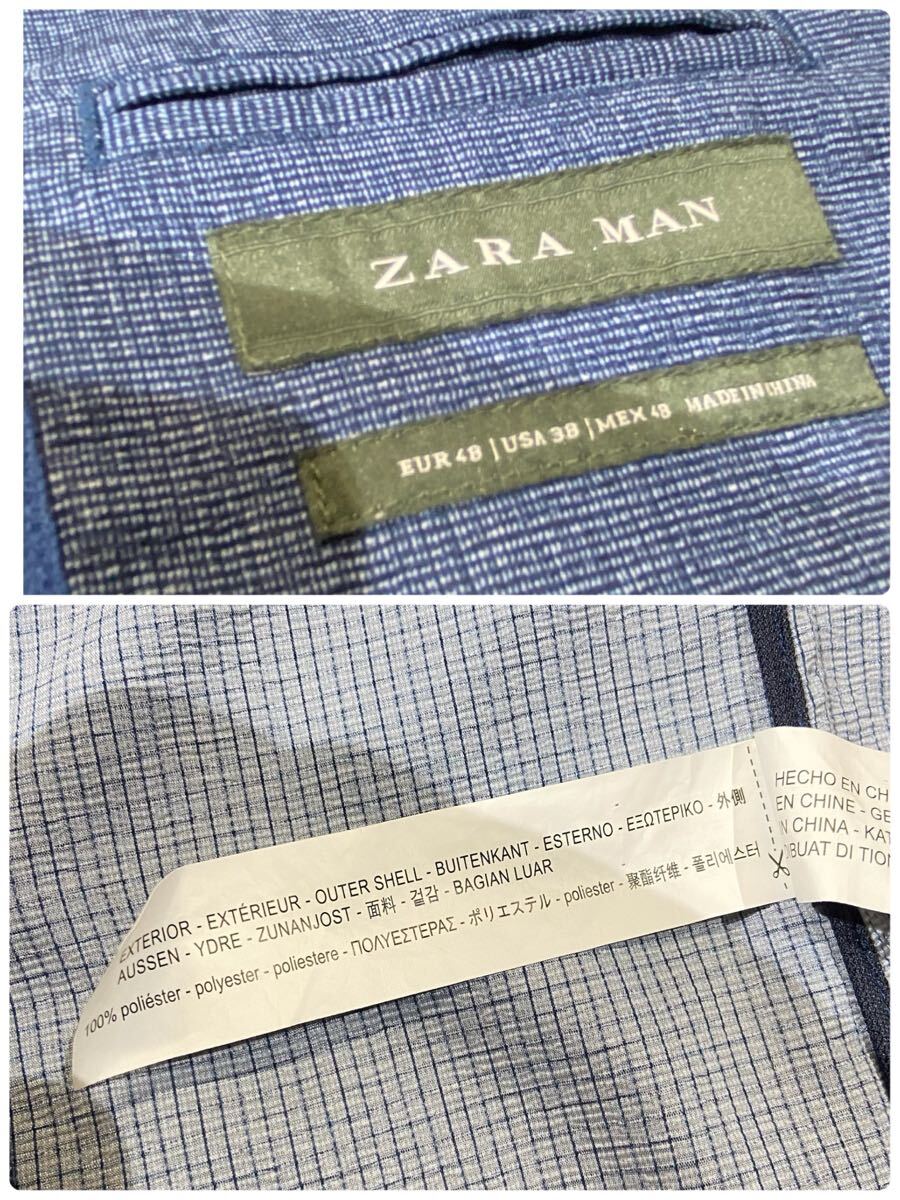 ZARA MAN
EUR 48 | USA 38 | MEX 48 MADE IN CHINA
EXTERIOR - EXTÉRIEUR - OUTER SHELL - BUITENKANT - ESTERNO - ΕΞΩΤΕΡΙΚΟ - 外側
AUSSEN - YDRE - ZUNANJOST - 面料 - 겉감 - BAGIAN LUAR
100% poliéster - polyester - poliestere - ΠΟΛΥΕΣΤΕΡΑΣ - ポリエステル - poliester - 聚酯纤维 - 폴리에스터
HECHO EN CH
EN CHINE - GE
N CHINA - KAT
DIBUAT DI TION